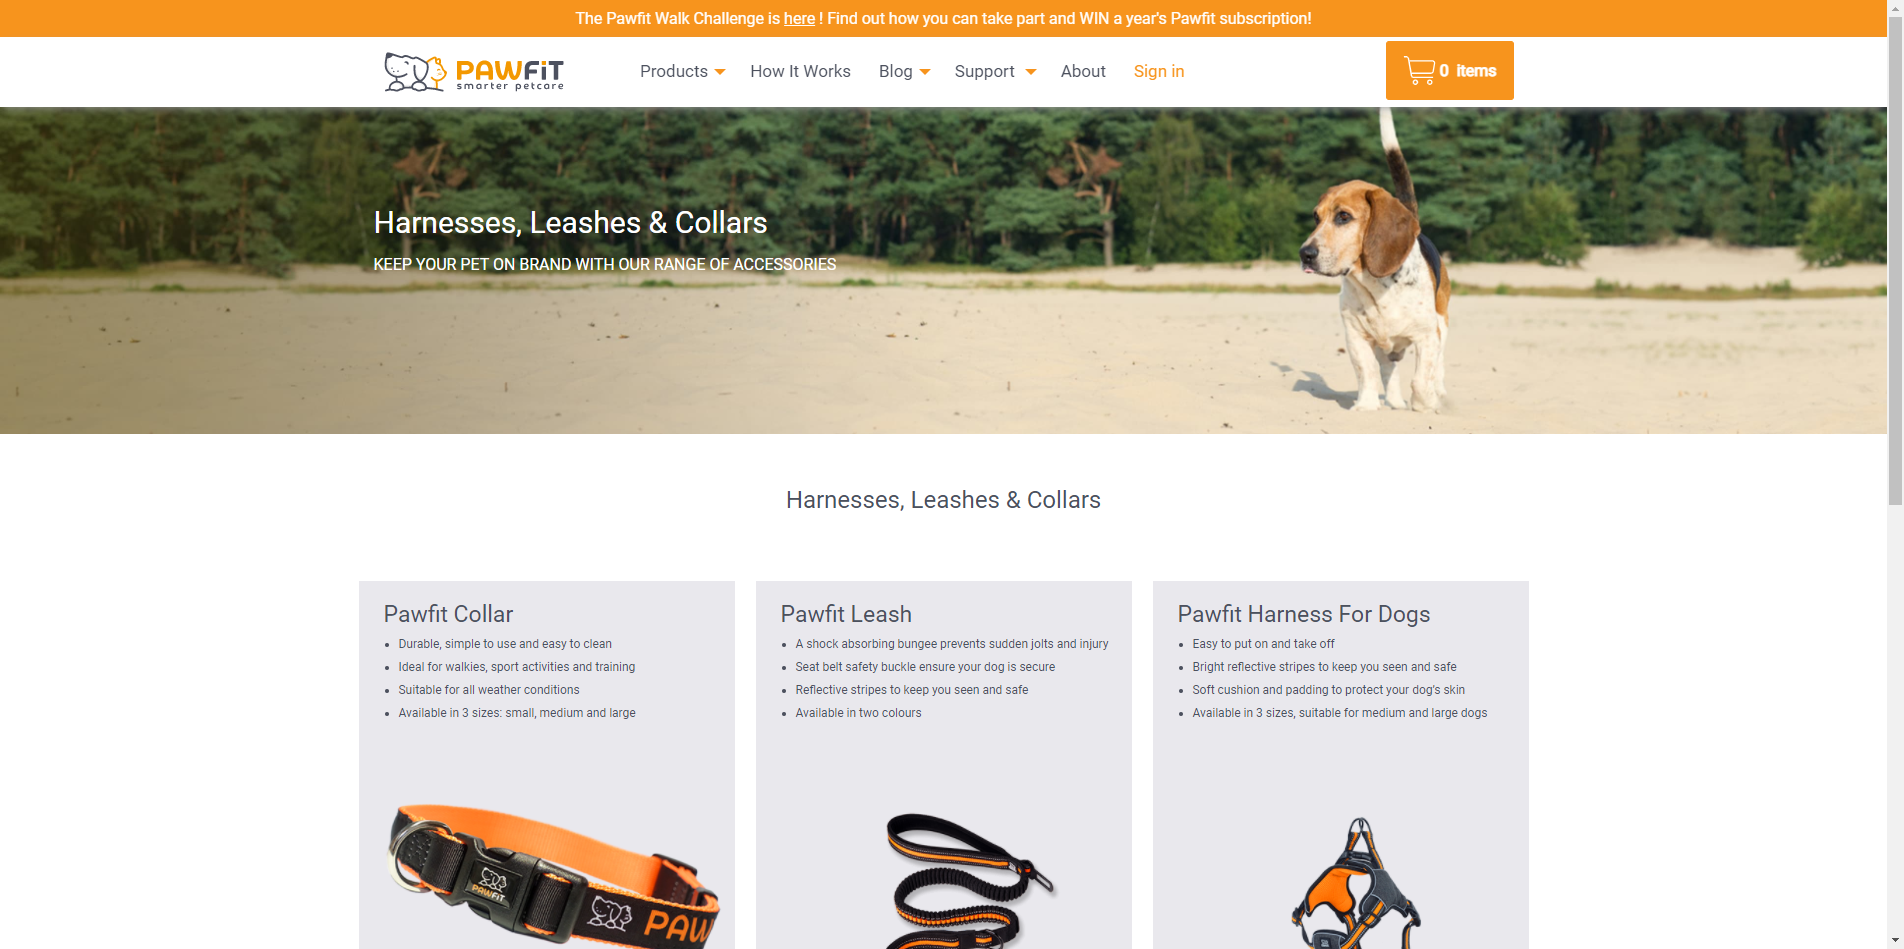 The Pawfit Walk Challenge is here ! Find out how you can take part and WIN a year's Pawfit subscription!
PAWFiT
smarter petcare
Products
How It Works
Blog
Support
About
Sign in
0 items
Harnesses, Leashes & Collars
KEEP YOUR PET ON BRAND WITH OUR RANGE OF ACCESSORIES
Harnesses, Leashes & Collars
Pawfit Collar
Durable, simple to use and easy to clean
Ideal for walkies, sport activities and training
Suitable for all weather conditions
Available in 3 sizes: small, medium and large
PAWFiT
PAW
Pawfit Leash
A shock absorbing bungee prevents sudden jolts and injury
Seat belt safety buckle ensure your dog is secure
Reflective stripes to keep you seen and safe
Available in two colours
Pawfit Harness For Dogs
Easy to put on and take off
Bright reflective stripes to keep you seen and safe
Soft cushion and padding to protect your dog's skin
Available in 3 sizes, suitable for medium and large dogs